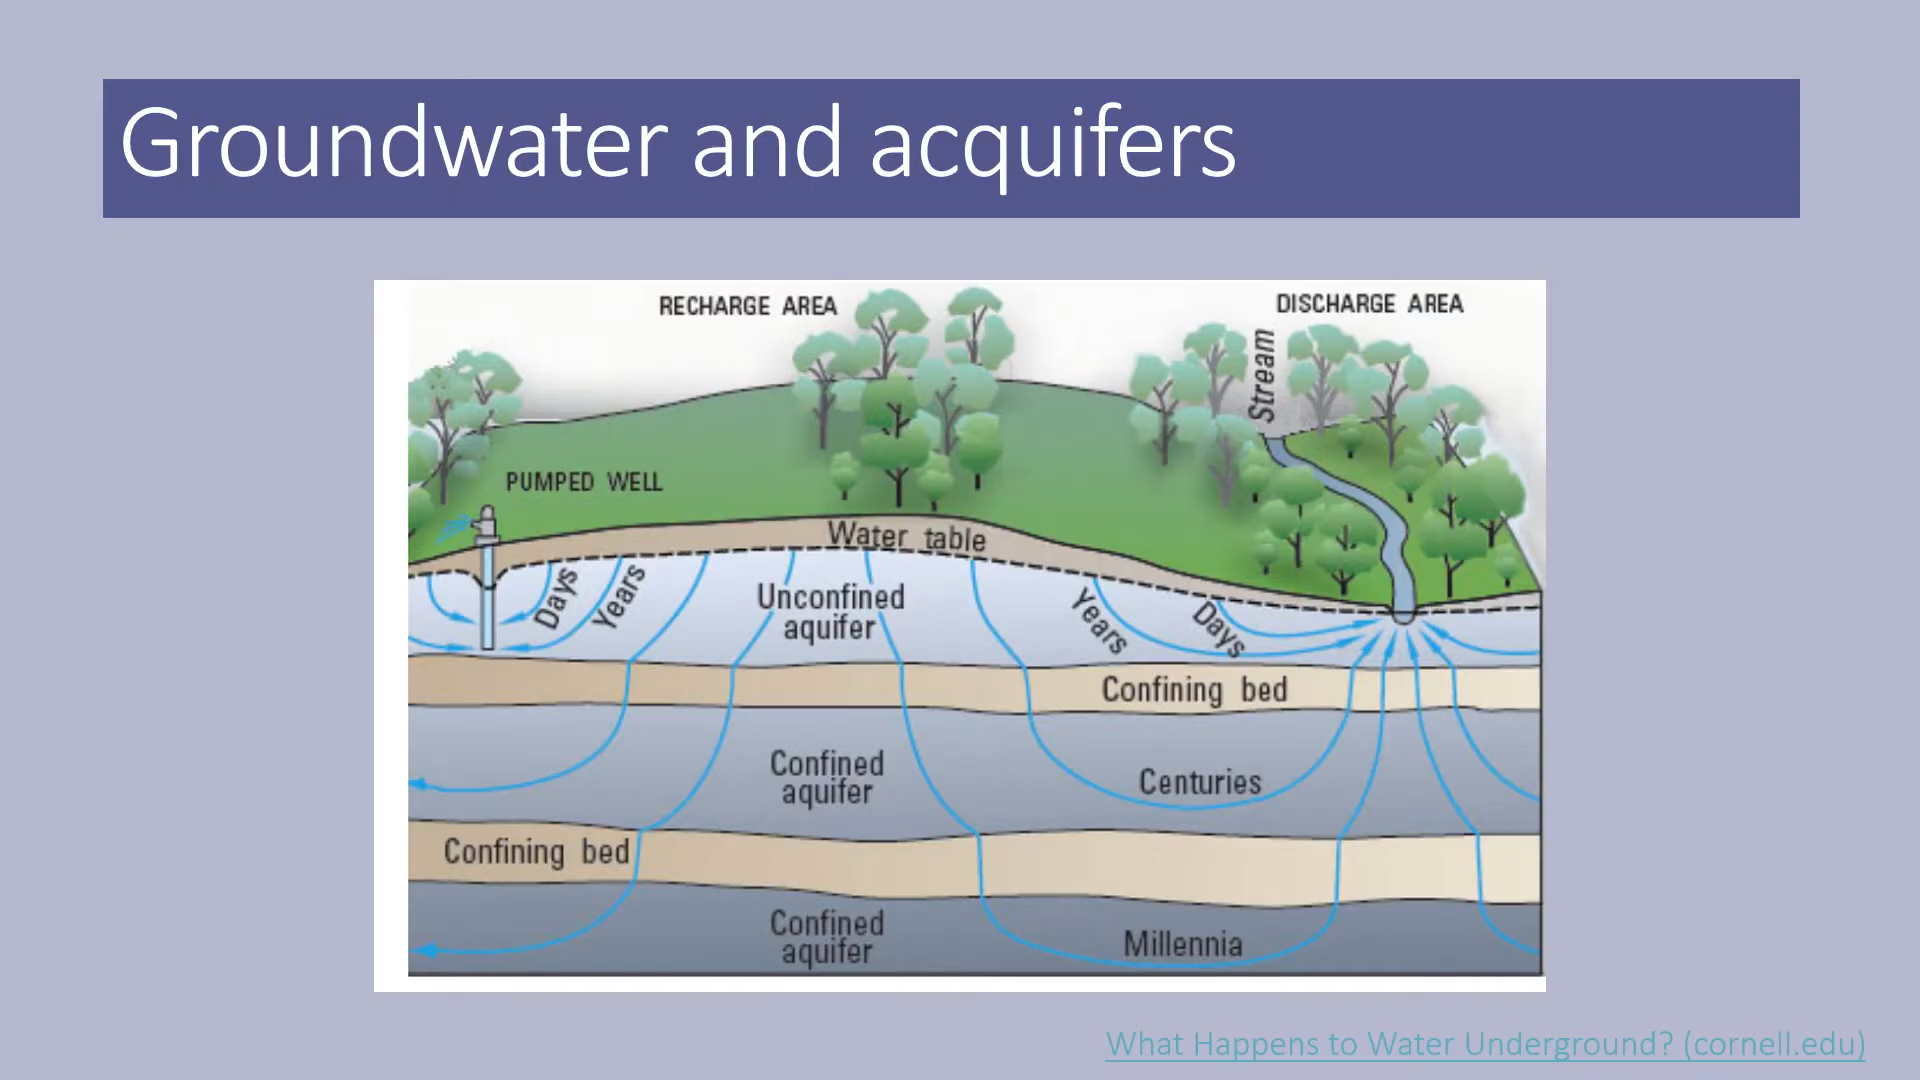 Groundwater and acquifers
RECHARGE AREA
DISCHARGE AREA
Stream
PUMPED WELL
Water table
Days
Years
Unconfined
aquifer
Years
Days
Confining bed
Confined
aquifer
Centuries
Confining bed
Confined
aquifer
Millennia
What Happens to Water Underground? (cornell.edu)